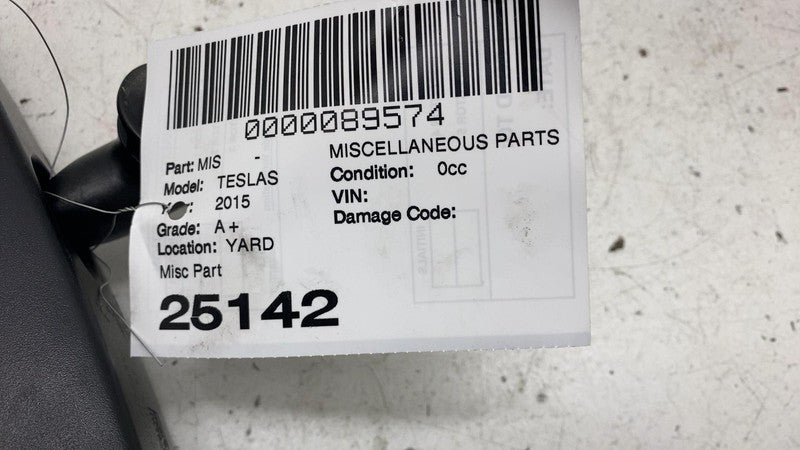 0000089574
Part: MIS - MISCELLANEOUS PARTS
Model: TESLAS Condition: 0cc
2015 VIN:
Grade: A+ Damage Code:
Location: YARD
Misc Part
25142